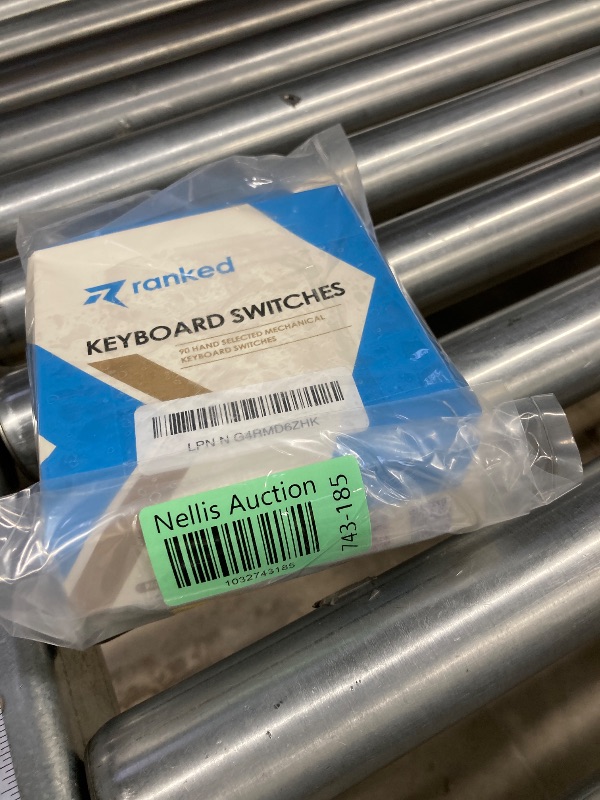 ranked
KEYBOARD SWITCHES
90 HAND SELECTED MECHANICAL
KEYBOARD SWITCHES
LPN N G4RMD6ZHK
Nellis Auction
1032743185
743-185